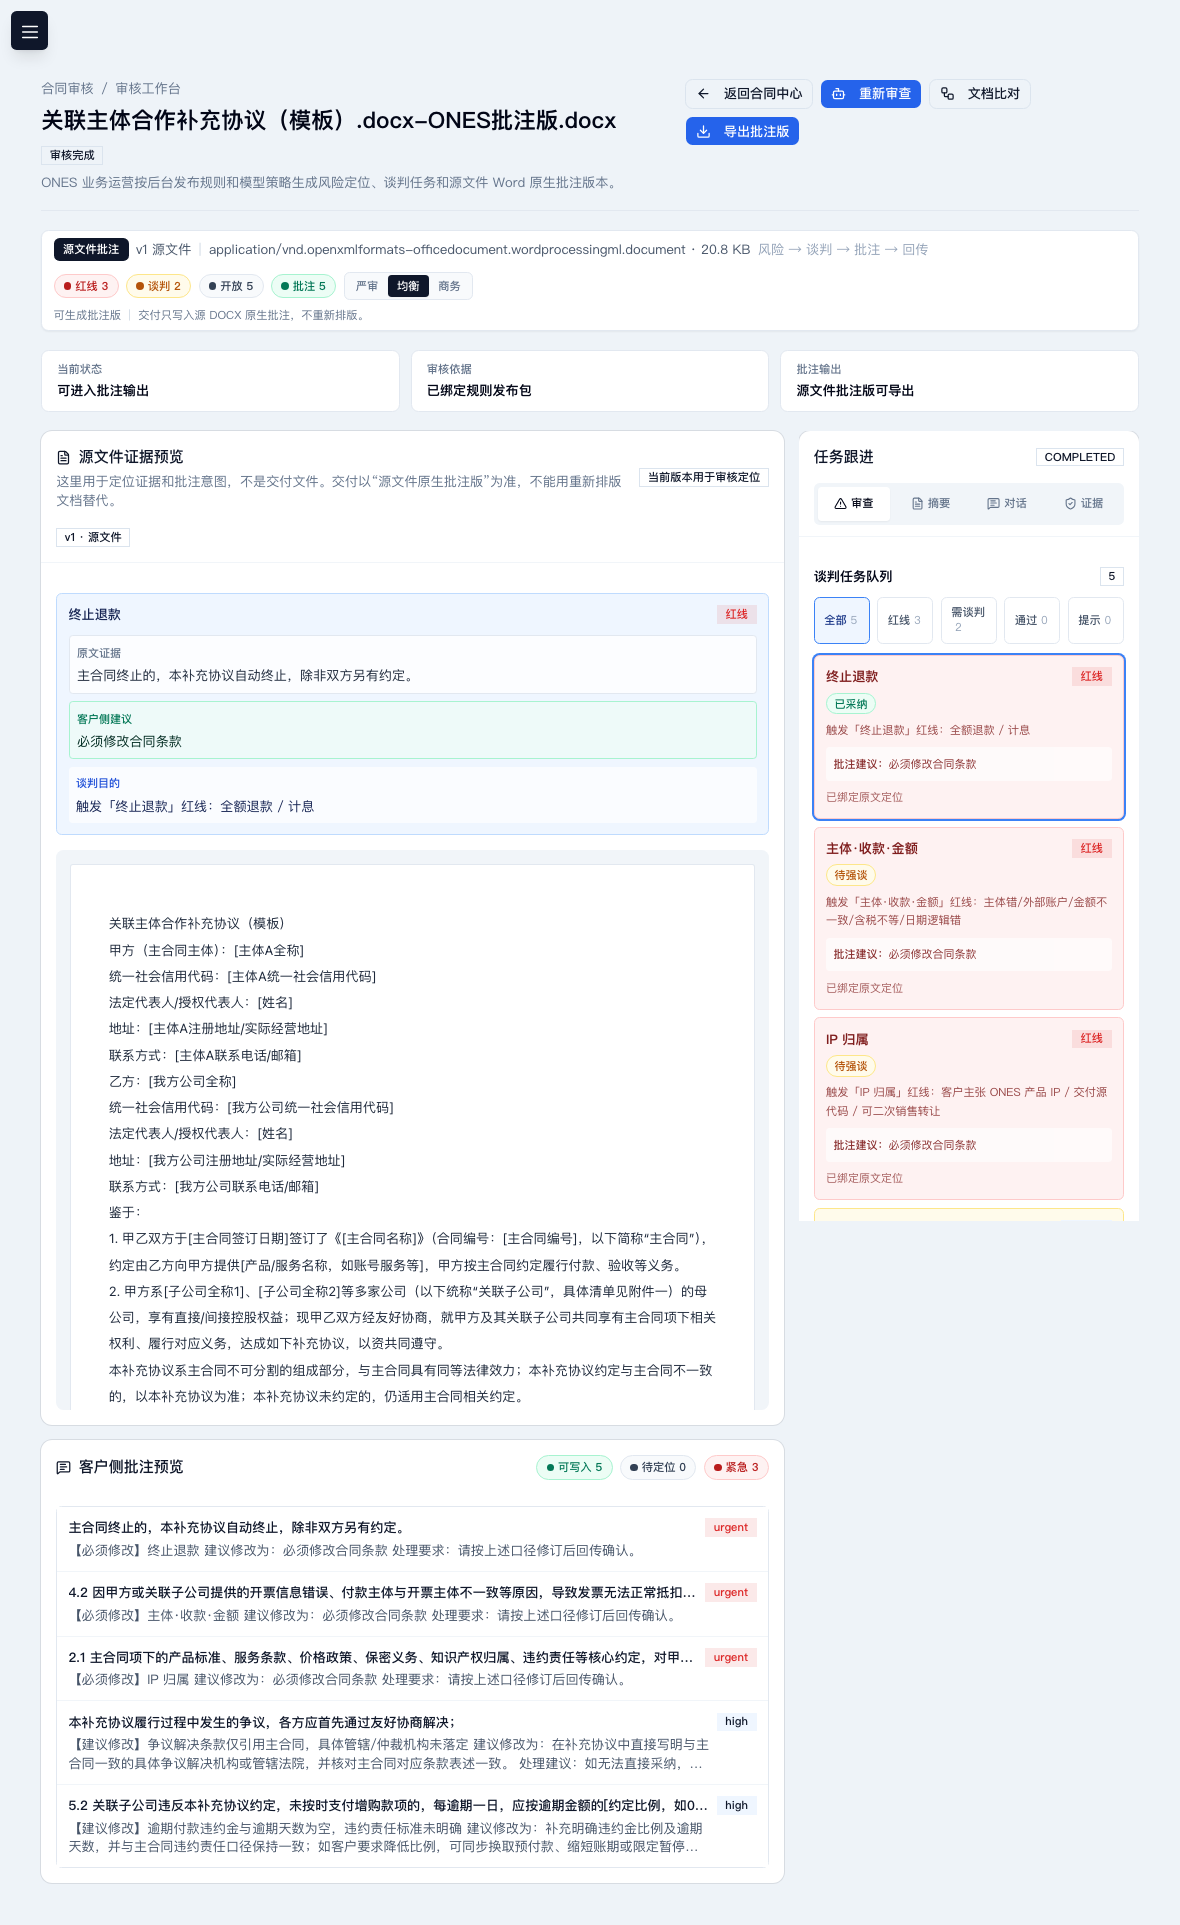 合同审核 / 审核工作台
关联主体合作补充协议（模板）.docx-ONES批注版.docx
审核完成
ONES 业务运营按后台发布规则和模型策略生成风险定位、谈判任务和源文件 Word 原生批注版本。
返回合同中心
重新审查
文档比对
导出批注版
源文件批注 v1 源文件 application/vnd.openxmlformats-officedocument.wordprocessingml.document · 20.8 KB 风险 → 谈判 → 批注 → 回传
红线 3 谈判 2 开放 5 批注 5 严审 均衡 商务
可生成批注版 交付只写入源 DOCX 原生批注，不重新排版。
当前状态
可进入批注输出
审核依据
已绑定规则发布包
批注输出
源文件批注版可导出
源文件证据预览
这里用于定位证据和批注意图，不是交付文件。交付以“源文件原生批注版”为准，不能用重新排版
文档替代。
当前版本用于审核定位
v1 · 源文件
终止退款
红线
原文证据
主合同终止的，本补充协议自动终止，除非双方另有约定。
客户侧建议
必须修改合同条款
谈判目的
触发「终止退款」红线：全额退款 / 计息
关联主体合作补充协议（模板）
甲方（主合同主体）：[主体A全称]
统一社会信用代码：[主体A统一社会信用代码]
法定代表人/授权代表人：[姓名]
地址：[主体A注册地址/实际经营地址]
联系方式：[主体A联系电话/邮箱]
乙方：[我方公司全称]
统一社会信用代码：[我方公司统一社会信用代码]
法定代表人/授权代表人：[姓名]
地址：[我方公司注册地址/实际经营地址]
联系方式：[我方公司联系电话/邮箱]
鉴于：
1. 甲乙双方于[主合同签订日期]签订了《[主合同名称]》（合同编号：[主合同编号]，以下简称“主合同”），
约定由乙方向甲方提供[产品/服务名称，如账号服务等]，甲方按主合同约定履行付款、验收等义务。
2. 甲方系[子公司全称1]、[子公司全称2]等多家公司（以下统称“关联子公司”，具体清单见附件一）的母
公司，享有直接/间接控股权益；现甲乙双方经友好协商，就甲方及其关联子公司共同享有主合同项下相关
权利、履行对应义务，达成如下补充协议，以资共同遵守。
本补充协议系主合同不可分割的组成部分，与主合同具有同等法律效力；本补充协议约定与主合同不一致
的，以本补充协议为准；本补充协议未约定的，仍适用主合同相关约定。
任务跟进
COMPLETED
审查 摘要 对话 证据
谈判任务队列
5
全部 5
红线 3
需谈判
2
通过 0
提示 0
终止退款
红线
已采纳
触发「终止退款」红线：全额退款 / 计息
批注建议：必须修改合同条款
已绑定原文定位
主体·收款·金额
红线
待强谈
触发「主体·收款·金额」红线：主体错/外部账户/金额不
一致/含税不等/日期逻辑错
批注建议：必须修改合同条款
已绑定原文定位
IP 归属
红线
待强谈
触发「IP 归属」红线：客户主张 ONES 产品 IP / 交付源
代码 / 可二次销售转让
批注建议：必须修改合同条款
已绑定原文定位
客户侧批注预览
可写入 5 待定位 0 紧急 3
主合同终止的，本补充协议自动终止，除非双方另有约定。
urgent
【必须修改】终止退款 建议修改为：必须修改合同条款 处理要求：请按上述口径修订后回传确认。
4.2 因甲方或关联子公司提供的开票信息错误、付款主体与开票主体不一致等原因，导致发票无法正常抵扣...
urgent
【必须修改】主体·收款·金额 建议修改为：必须修改合同条款 处理要求：请按上述口径修订后回传确认。
2.1 主合同项下的产品标准、服务条款、价格政策、保密义务、知识产权归属、违约责任等核心约定，对甲...
urgent
【必须修改】IP 归属 建议修改为：必须修改合同条款 处理要求：请按上述口径修订后回传确认。
本补充协议履行过程中发生的争议，各方应首先通过友好协商解决；
high
【建议修改】争议解决条款仅引用主合同，具体管辖/仲裁机构未落定 建议修改为：在补充协议中直接写明与主
合同一致的具体争议解决机构或管辖法院，并核对主合同对应条款表述一致。 处理建议：如无法直接采纳，...
5.2 关联子公司违反本补充协议约定，未按时支付增购款项的，每逾期一日，应按逾期金额的[约定比例，如0...
high
【建议修改】逾期付款违约金与逾期天数为空，违约责任标准未明确 建议修改为：补充明确违约金比例及逾期
天数，并与主合同违约责任口径保持一致；如客户要求降低比例，可同步换取预付款、缩短账期或限定暂停...